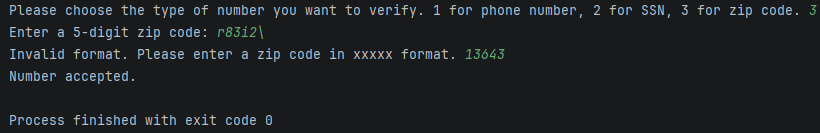 Please choose the type of number you want to verify. 1 for phone number, 2 for SSN, 3 for zip code. 3
Enter a 5-digit zip code: r83i2\
Invalid format. Please enter a zip code in xxxxx format. 13643
Number accepted.
Process finished with exit code 0